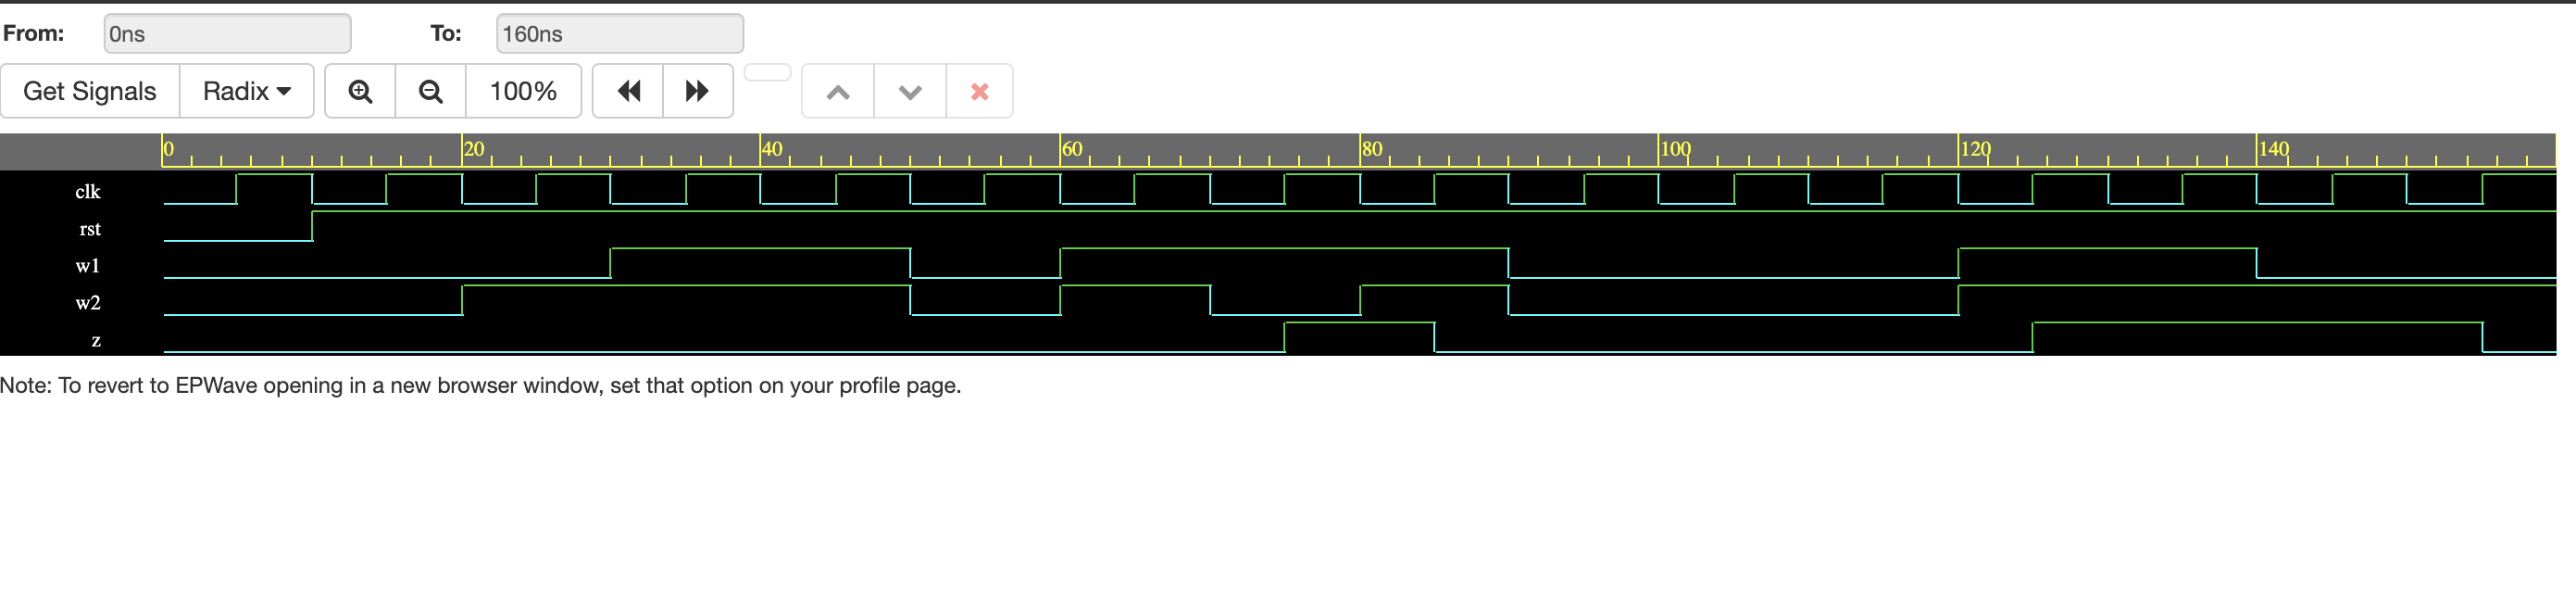 From: 0ns To: 160ns
Get Signals Radix 100%
0 20 40 60 80 100 120 140
clk
rst
w1
w2
z
Note: To revert to EPWave opening in a new browser window, set that option on your profile page.